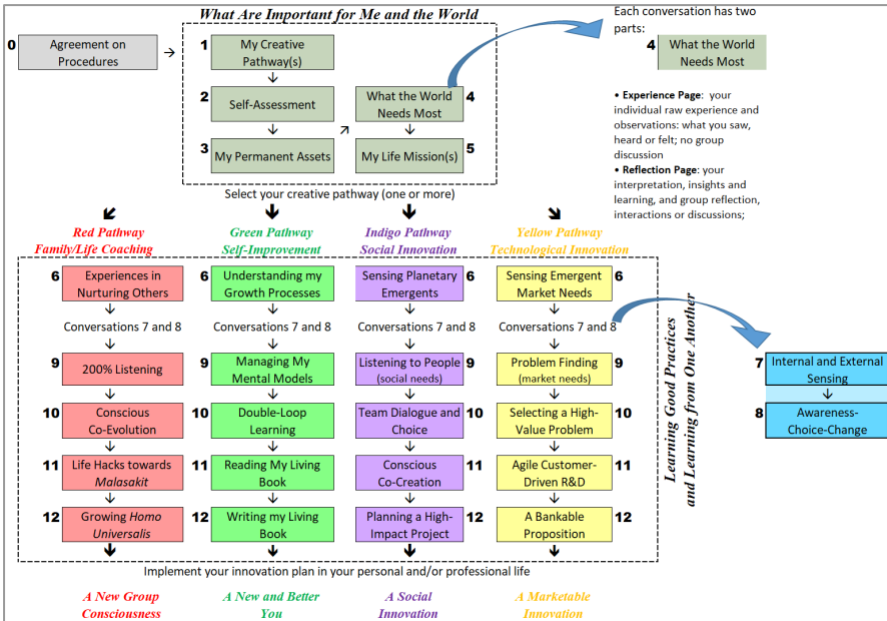 What Are Important for Me and the World
0
Agreement on
Procedures
1
My Creative
Pathway(s)
2
Self-Assessment
3
My Permanent Assets
What the World
Needs Most
4
My Life Mission(s)
5
Each conversation has two
parts:
4
What the World
Needs Most
• Experience Page: your
individual raw experience and
observations: what you saw,
heard or felt; no group
discussion
• Reflection Page: your
interpretation, insights and
learning, and group reflection,
interactions or discussions;
Select your creative pathway (one or more)
Red Pathway
Family/Life Coaching
Green Pathway
Self-Improvement
Indigo Pathway
Social Innovation
Yellow Pathway
Technological Innovation
6
Experiences in
Nurturing Others
Conversations 7 and 8
9
200% Listening
10
Conscious
Co-Evolution
11
Life Hacks towards
Malasakit
12
Growing Homo
Universalis
6
Understanding my
Growth Processes
Conversations 7 and 8
9
Managing My
Mental Models
10
Double-Loop
Learning
11
Reading My Living
Book
12
Writing my Living
Book
Sensing Planetary
Emergents
6
Conversations 7 and 8
Listening to People
(social needs)
9
Team Dialogue and
Choice
10
Conscious
Co-Creation
11
Planning a High-
Impact Project
12
Sensing Emergent
Market Needs
6
Conversations 7 and 8
Problem Finding
(market needs)
9
Selecting a High-
Value Problem
10
Agile Customer-
Driven R&D
11
A Bankable
Proposition
12
Learning Good Practices
and Learning from One Another
7
Internal and External
Sensing
8
Awareness-
Choice-Change
Implement your innovation plan in your personal and/or professional life
A New Group
Consciousness
A New and Better
You
A Social
Innovation
A Marketable
Innovation